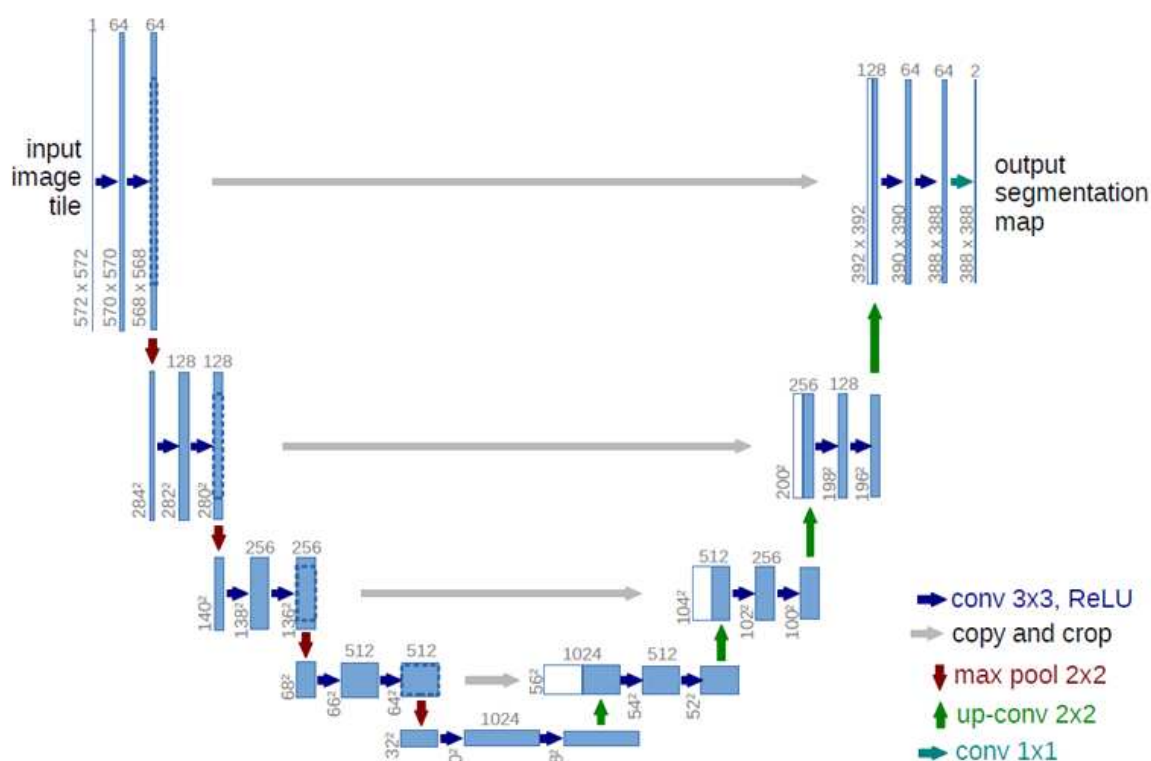 1 64 64
128 64 64 2
input
image
tile
output
segmentation
map
572 x 572
570 x 570
568 x 568
392 x 392
390 x 390
388 x 388
388 x 388
128 128
256 128
284²
282²
280²
200²
198²
196²
256 256
512 256
140²
138²
136²
104²
102²
100²
conv 3x3, ReLU
copy and crop
max pool 2x2
up-conv 2x2
conv 1x1
512 512
1024 512
68²
66²
64²
56²
54²
52²
1024
32²